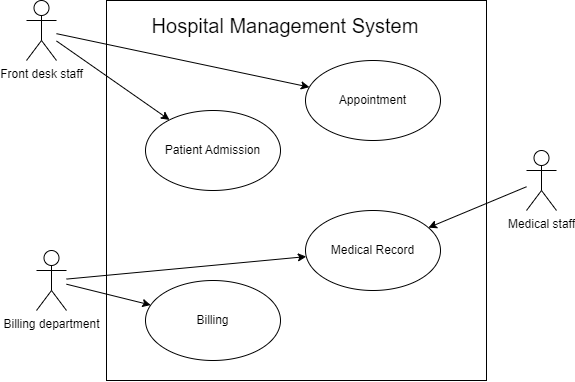 Hospital Management System
Front desk staff
Appointment
Patient Admission
Medical staff
Medical Record
Billing department
Billing